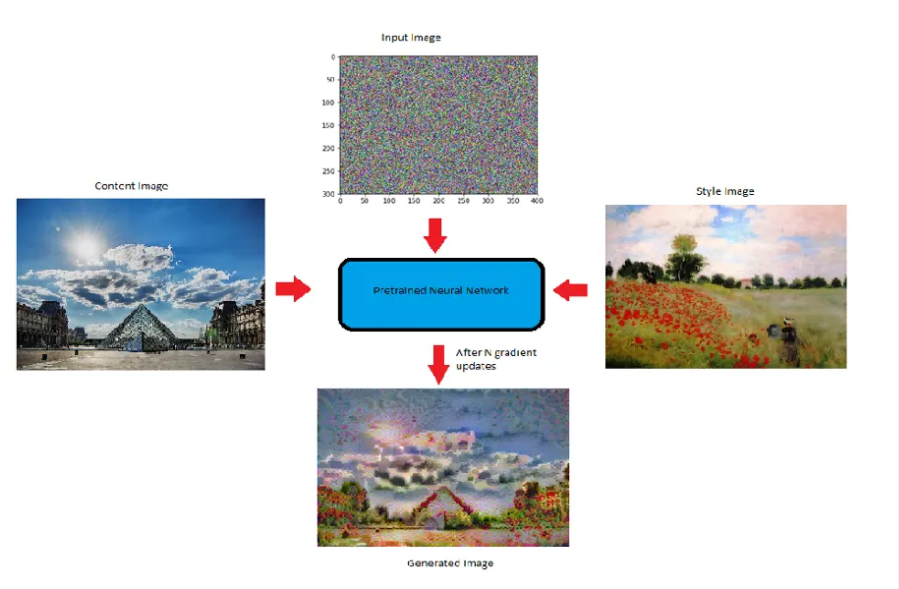 Input Image
0
50
100
150
200
250
300
0 50 100 150 200 250 300 350 400
Content Image
Style Image
Pretrained Neural Network
After N gradient
updates
Generated Image